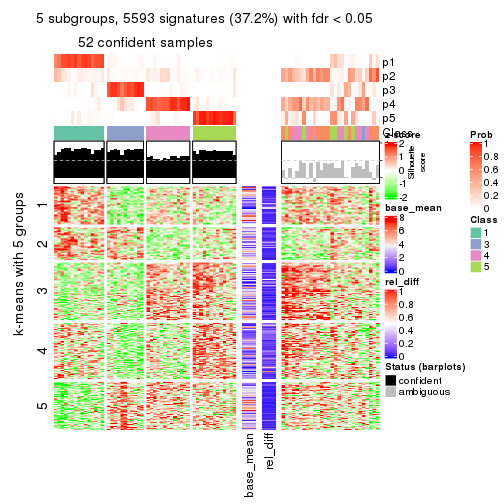 5 subgroups, 5593 signatures (37.2%) with fdr < 0.05
52 confident samples
p1
p2
p3
p4
p5
Class
z-score
2
1
0
-1
-2
Silhouette
score
Prob
1
0.8
0.6
0.4
0.2
0
base_mean
8
6
4
2
0
Class
1
3
4
5
rel_diff
1
0.8
0.6
0.4
0.2
0
Status (barplots)
confident
ambiguous
k-means with 5 groups
1
2
3
4
5
base_mean
rel_diff